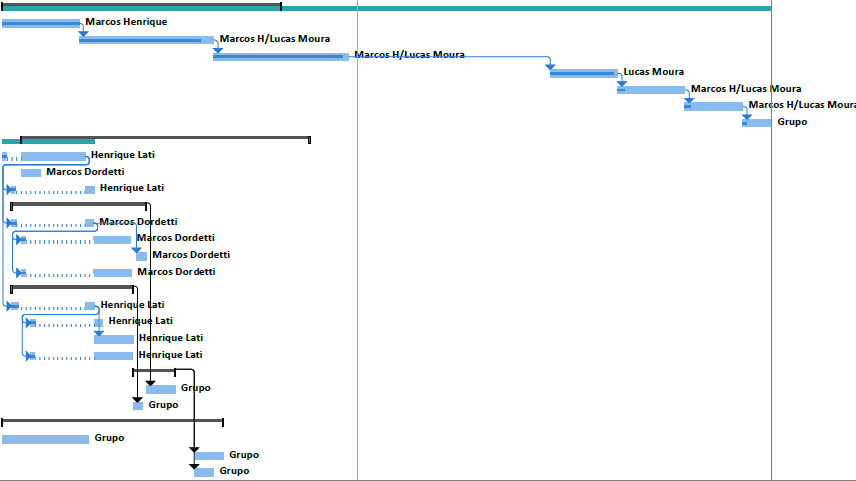 Marcos Henrique
Marcos H/Lucas Moura
Marcos H/Lucas Moura
Lucas Moura
Marcos H/Lucas Moura
Marcos H/Lucas Moura
Grupo
Henrique Lati
Marcos Dordetti
Henrique Lati
Marcos Dordetti
Marcos Dordetti
Marcos Dordetti
Marcos Dordetti
Henrique Lati
Henrique Lati
Henrique Lati
Henrique Lati
Grupo
Grupo
Grupo
Grupo
Grupo